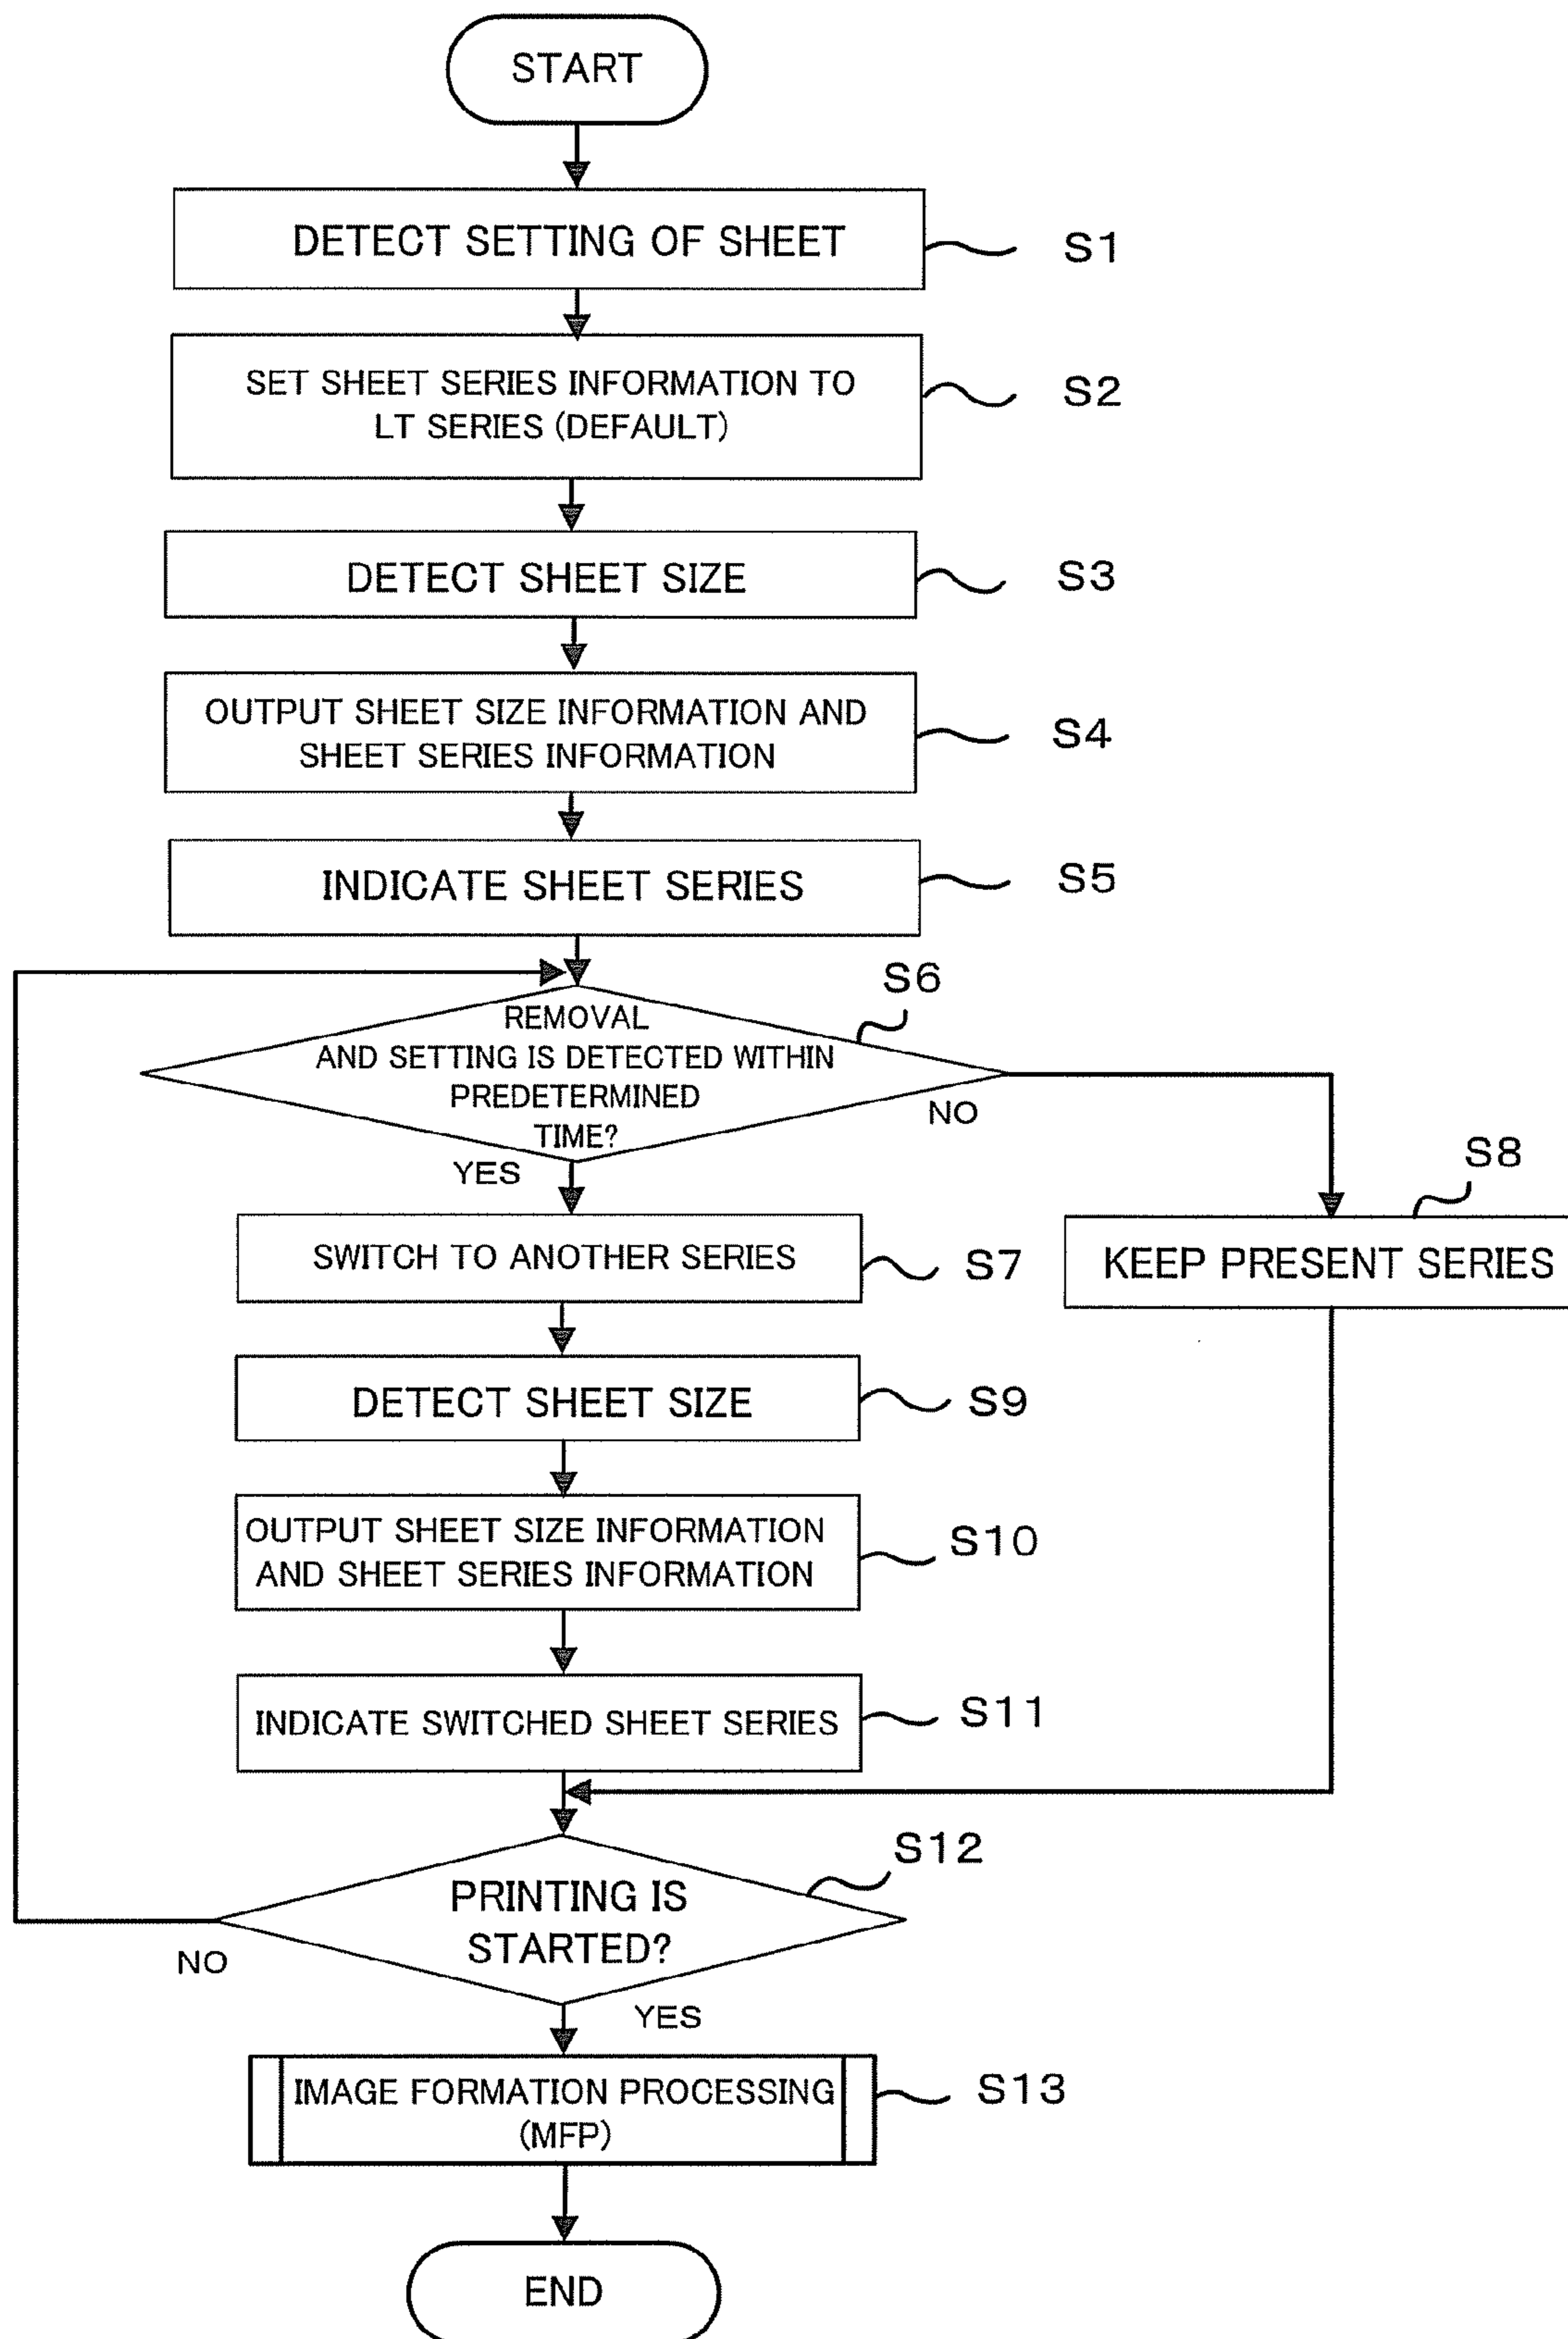 START
DETECT SETTING OF SHEET
S1
SET SHEET SERIES INFORMATION TO
LT SERIES (DEFAULT)
S2
DETECT SHEET SIZE
S3
OUTPUT SHEET SIZE INFORMATION AND
SHEET SERIES INFORMATION
S4
INDICATE SHEET SERIES
S5
S6
REMOVAL
AND SETTING IS DETECTED WITHIN
PREDETERMINED
TIME?
NO
YES
S8
SWITCH TO ANOTHER SERIES
S7
KEEP PRESENT SERIES
DETECT SHEET SIZE
S9
OUTPUT SHEET SIZE INFORMATION
AND SHEET SERIES INFORMATION
S10
INDICATE SWITCHED SHEET SERIES
S11
S12
PRINTING IS
STARTED?
NO
YES
IMAGE FORMATION PROCESSING
(MFP)
S13
END